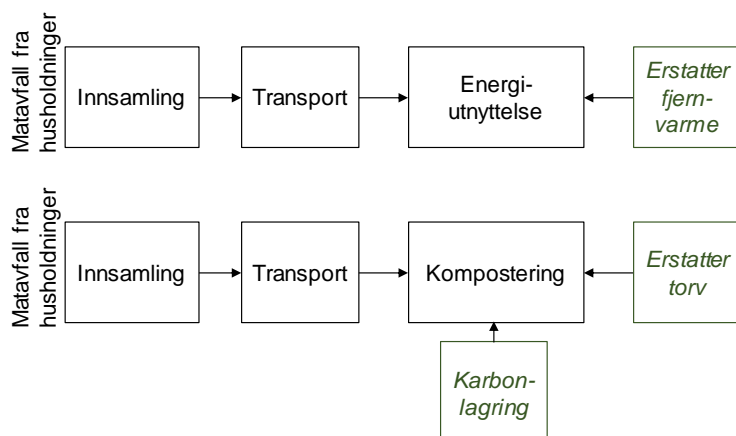 Matavfall fra
husholdninger
Innsamling
Transport
Energi-
utnyttelse
Erstatter
fjern-
varme
Matavfall fra
husholdninger
Innsamling
Transport
Kompostering
Erstatter
torv
Karbon-
lagring